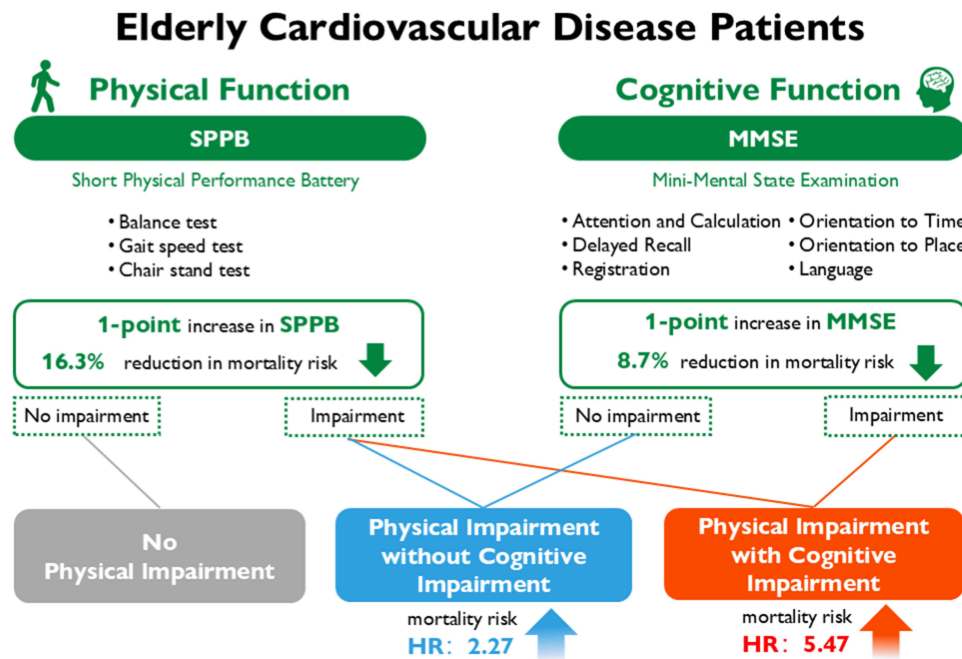 Elderly Cardiovascular Disease Patients
Physical Function
SPPB
Short Physical Performance Battery
• Balance test
• Gait speed test
• Chair stand test
1-point increase in SPPB
16.3% reduction in mortality risk
No impairment
Impairment
Cognitive Function
MMSE
Mini-Mental State Examination
• Attention and Calculation
• Delayed Recall
• Registration
• Orientation to Time
• Orientation to Place
• Language
1-point increase in MMSE
8.7% reduction in mortality risk
No impairment
Impairment
No
Physical Impairment
Physical Impairment
without Cognitive
Impairment
mortality risk
HR: 2.27
Physical Impairment
with Cognitive
Impairment
mortality risk
HR: 5.47